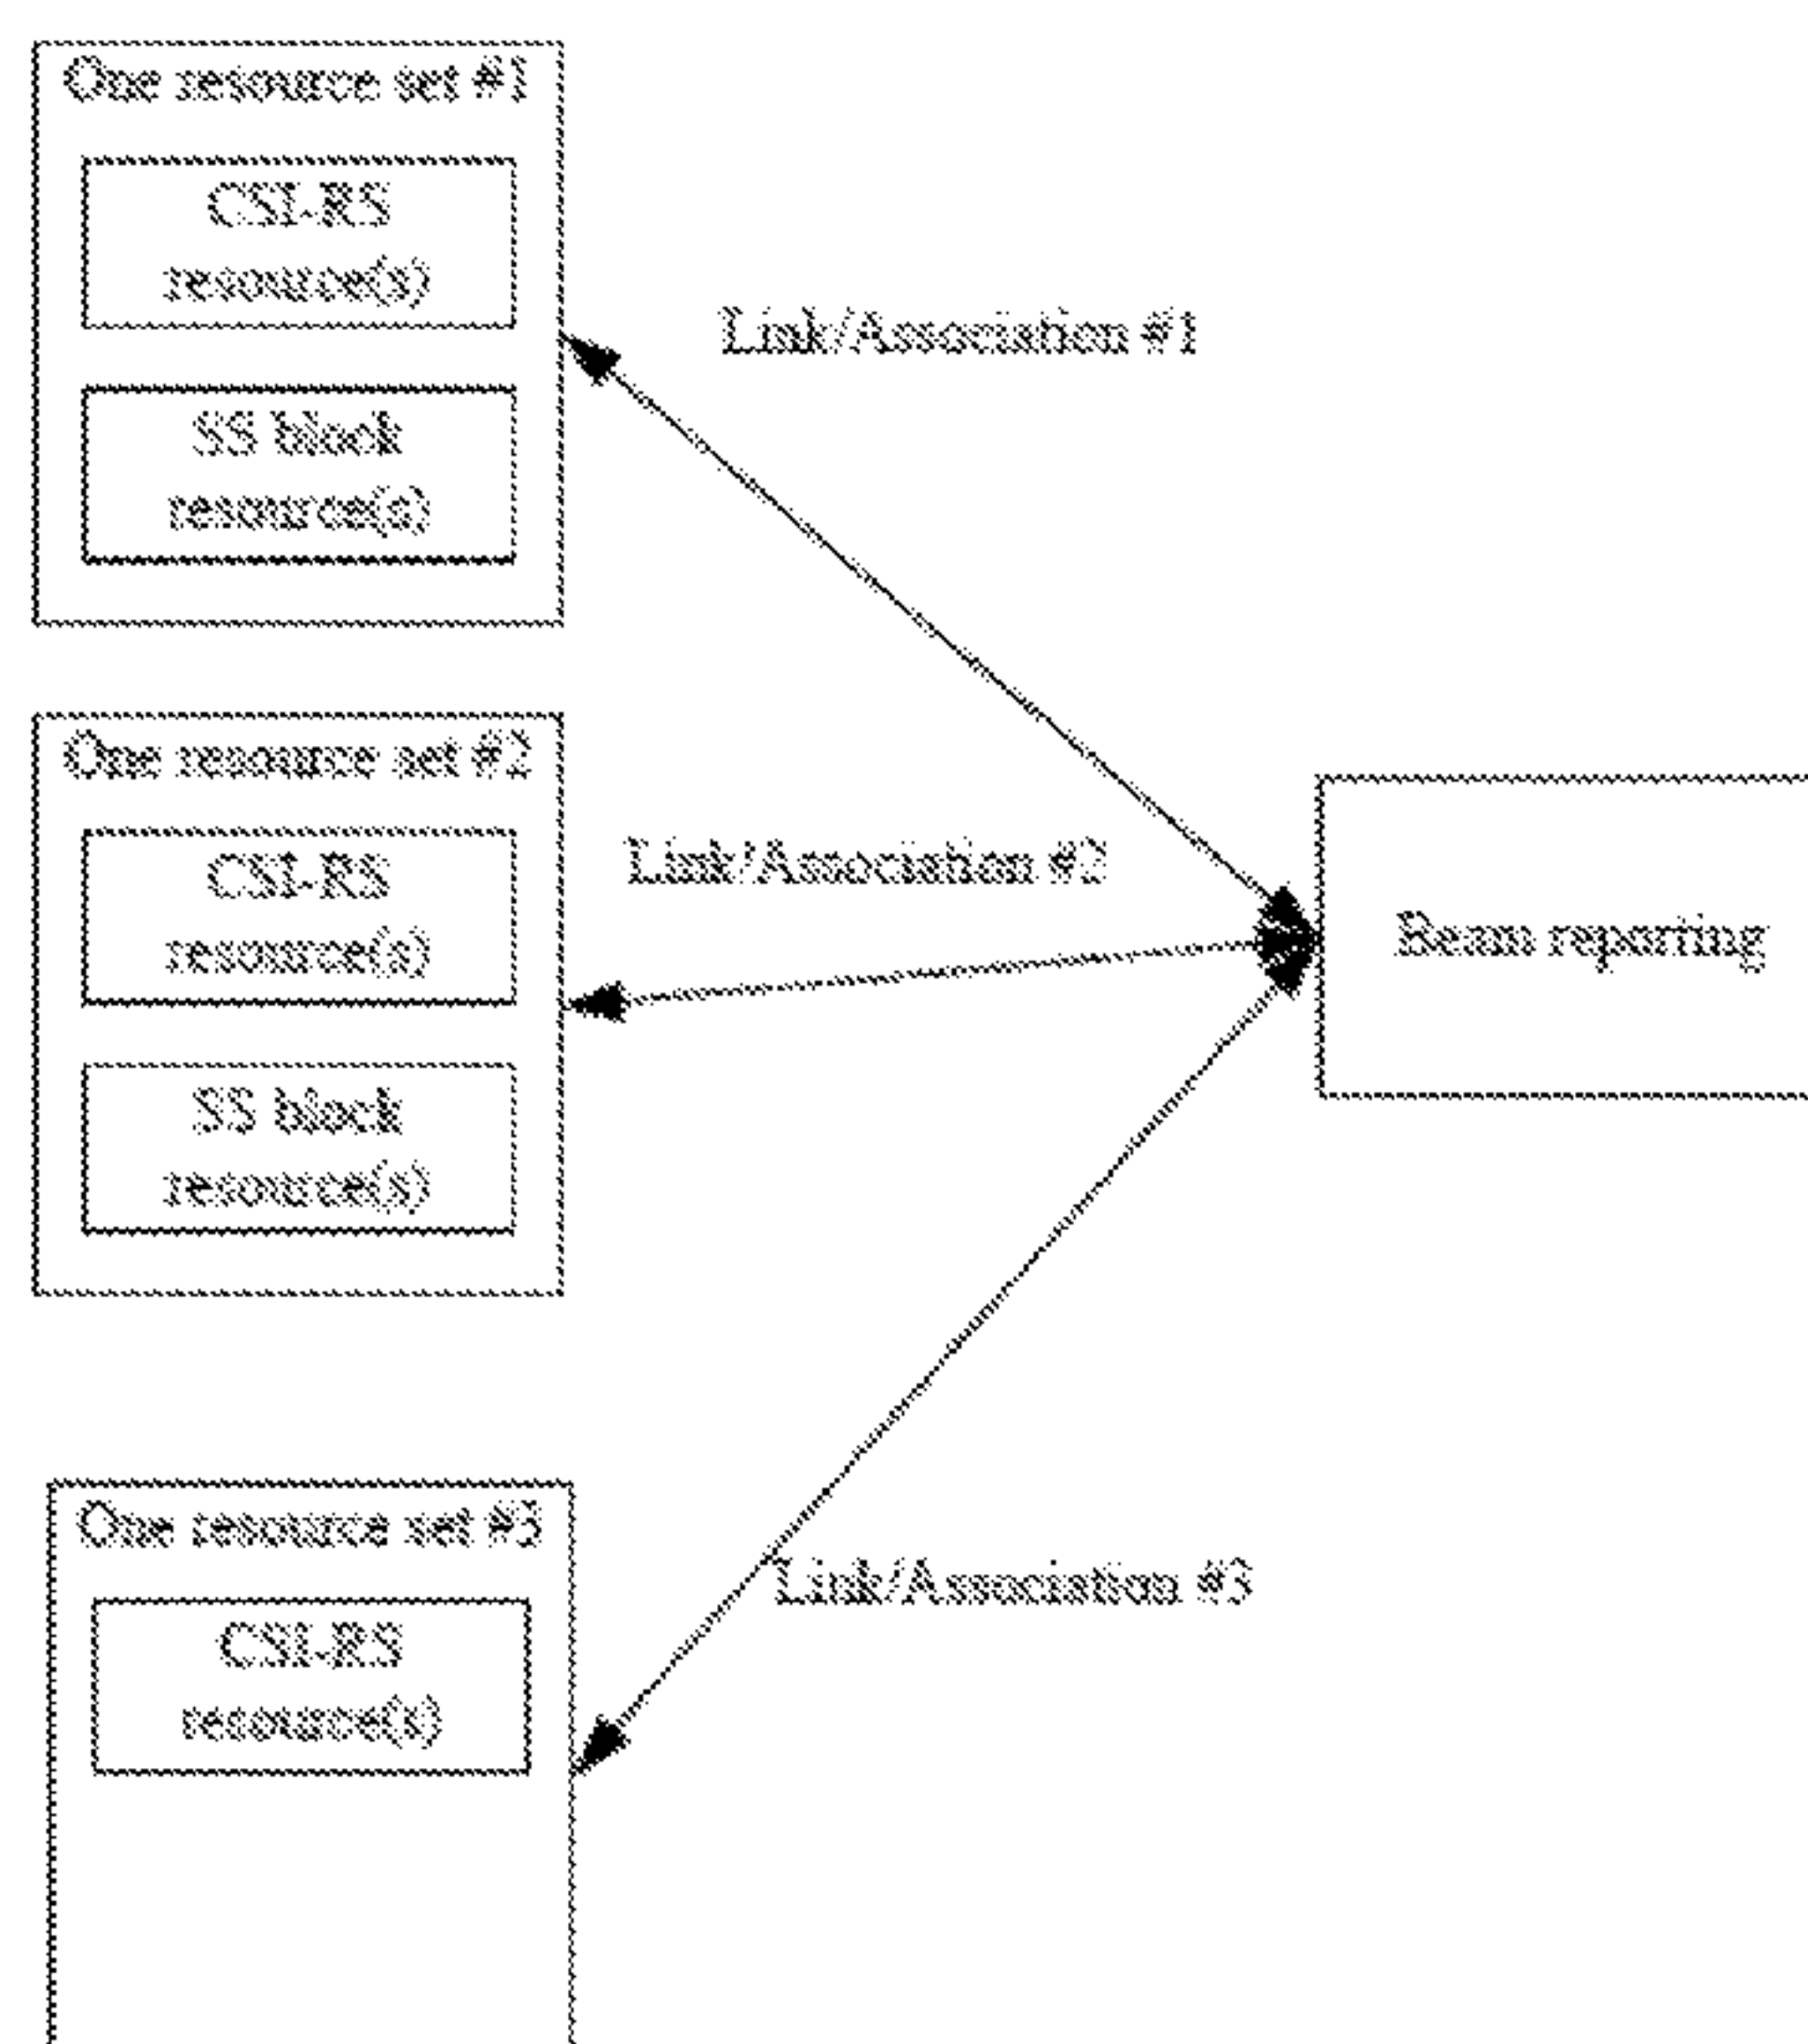 One resource set #1
CSI-RS
resource(s)
SS block
resource(s)
Link/Association #1
One resource set #2
CSI-RS
resource(s)
SS block
resource(s)
Link/Association #2
Beam reporting
One resource set #3
CSI-RS
resource(s)
Link/Association #3